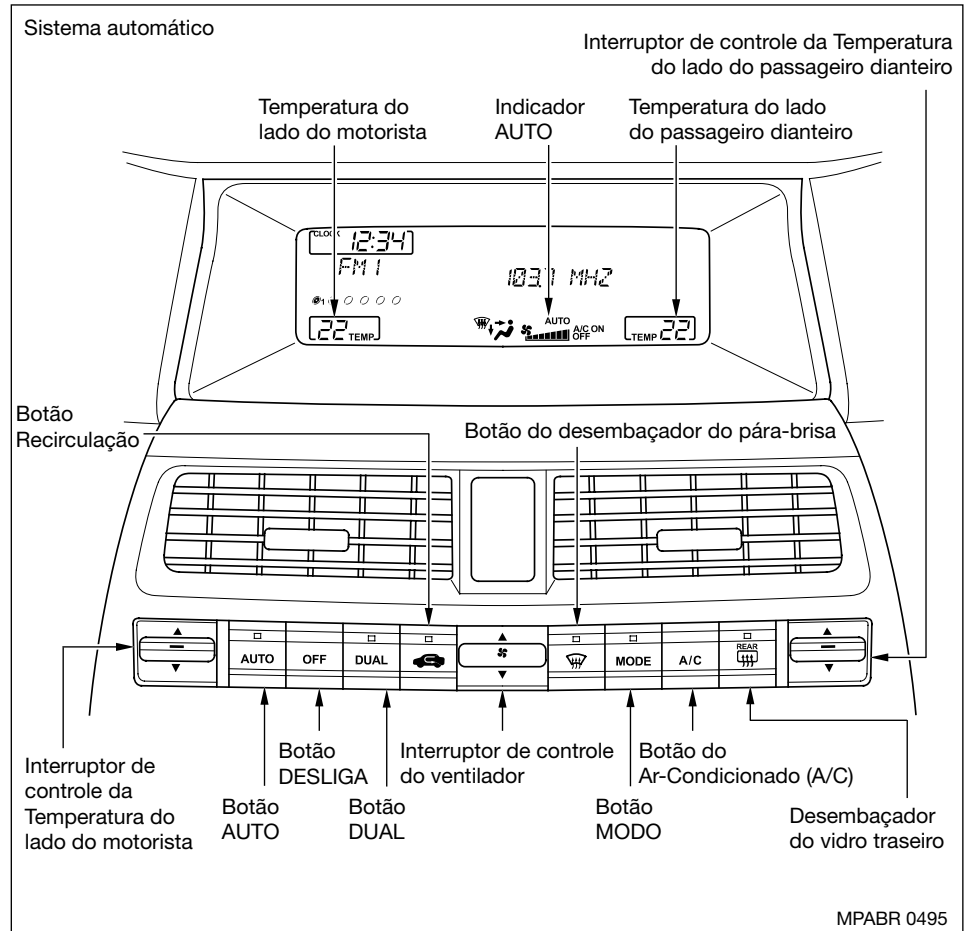 Sistema automático
Interruptor de controle da Temperatura
do lado do passageiro dianteiro
Temperatura do
lado do motorista
Indicador
AUTO
Temperatura do lado
do passageiro dianteiro
CLOCK 12:34
FM1
103.7 MHZ
1
22 TEMP
AUTO
A/C ON
OFF
TEMP 22
Botão
Recirculação
Botão do desembaçador do pára-brisa
AUTO
OFF
DUAL
MODE
A/C
REAR
Interruptor de
controle da
Temperatura do
lado do motorista
Botão
AUTO
Botão
DESLIGA
Botão
DUAL
Interruptor de controle
do ventilador
Botão
MODO
Botão do
Ar-Condicionado (A/C)
Desembaçador
do vidro traseiro
MPABR 0495